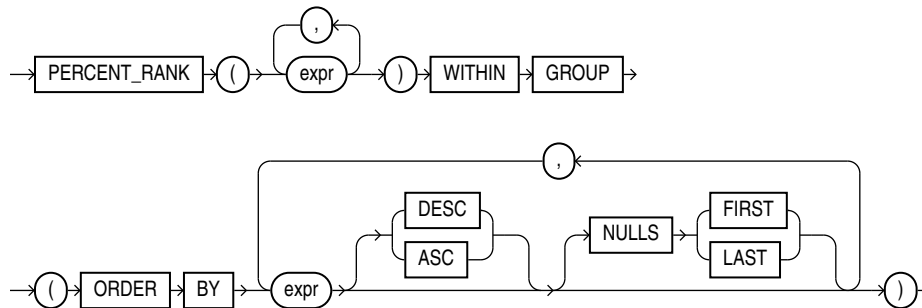 ,
PERCENT_RANK ( expr ) WITHIN GROUP
,
DESC FIRST
NULLS
ASC LAST
( ORDER BY expr )